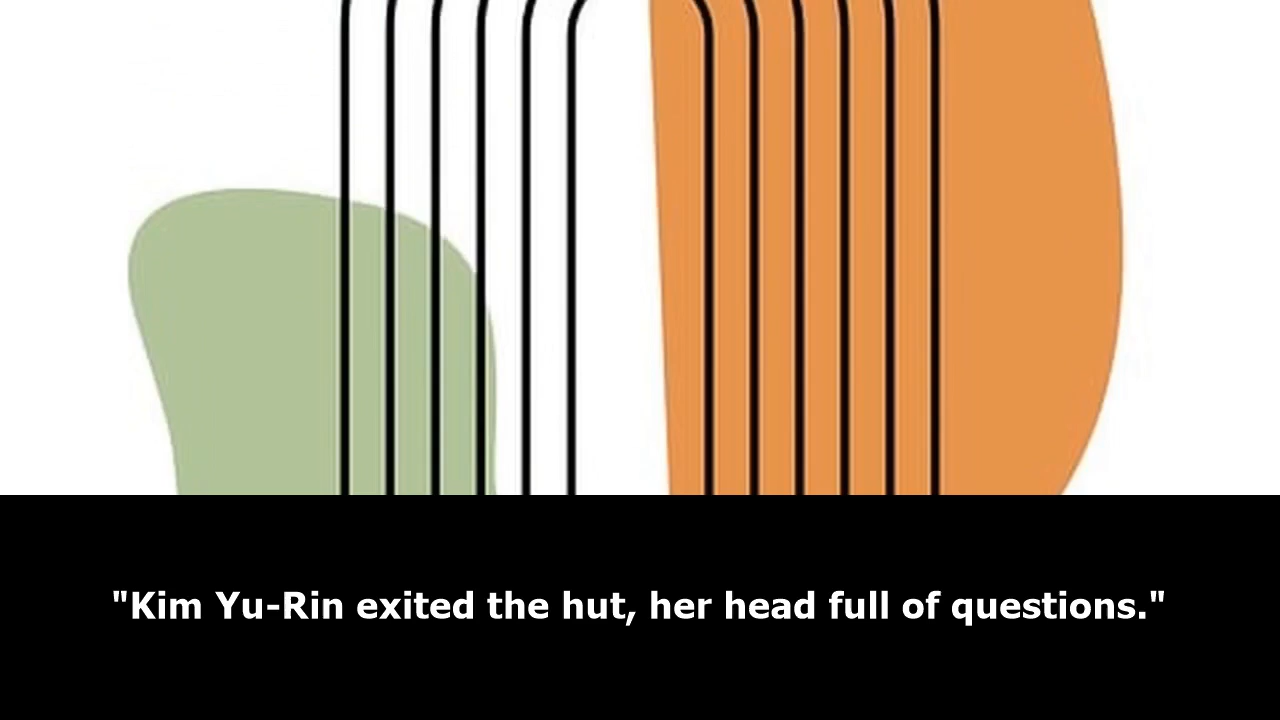 "Kim Yu-Rin exited the hut, her head full of questions."